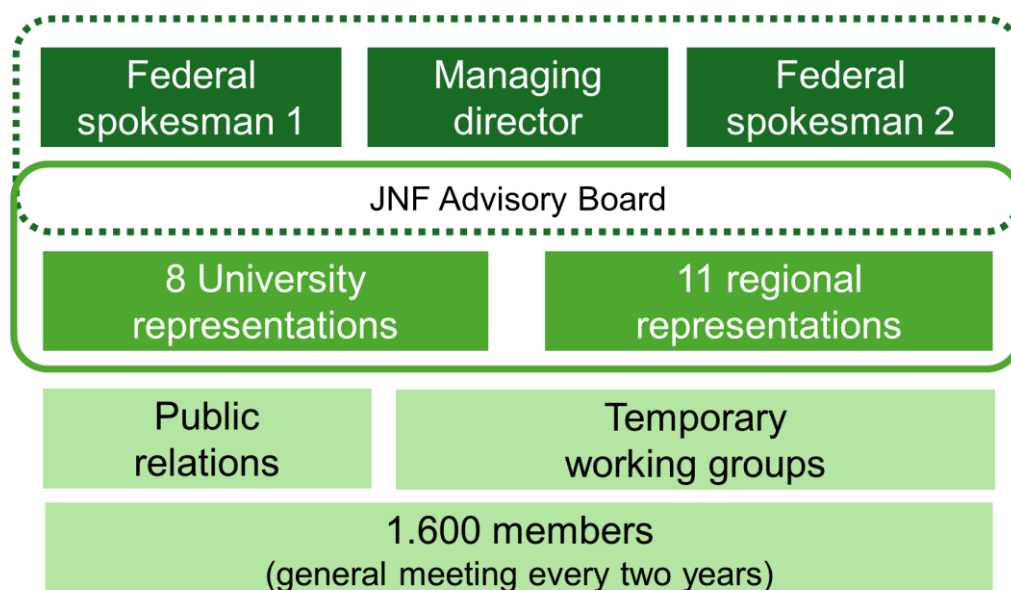 Federal
spokesman 1
Managing
director
Federal
spokesman 2
JNF Advisory Board
8 University
representations
11 regional
representations
Public
relations
Temporary
working groups
1.600 members
(general meeting every two years)